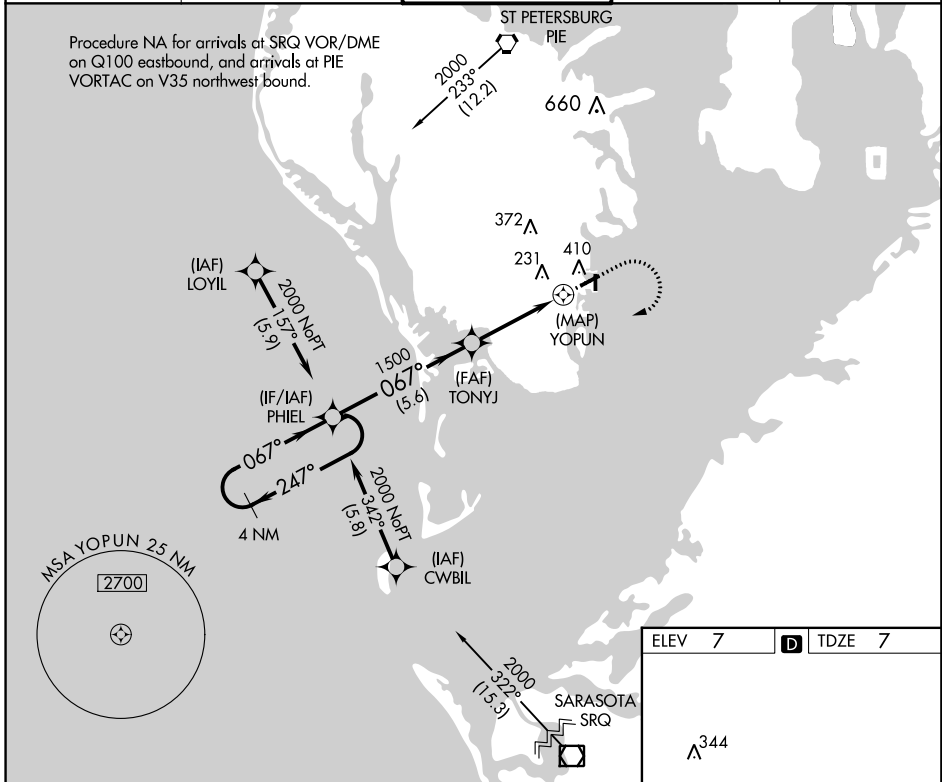 Procedure NA for arrivals at SRQ VOR/DME
on Q100 eastbound, and arrivals at PIE
VORTAC on V35 northwest bound.
ST PETERSBURG
PIE
2000
233°
(12.2)
660
372
231
410
(IAF)
LOYIL
2000 NoPT
157°
(5.9)
(MAP)
YOPUN
1500
067°
(5.6)
(FAF)
TONYJ
(IF/IAF)
PHIEL
067°
247°
4 NM
2000 NoPT
342°
(5.8)
(IAF)
CWBIL
MSA YOPUN 25 NM
2700
2000
322°
(15.3)
SARASOTA
SRQ
ELEV 7 D TDZE 7
344